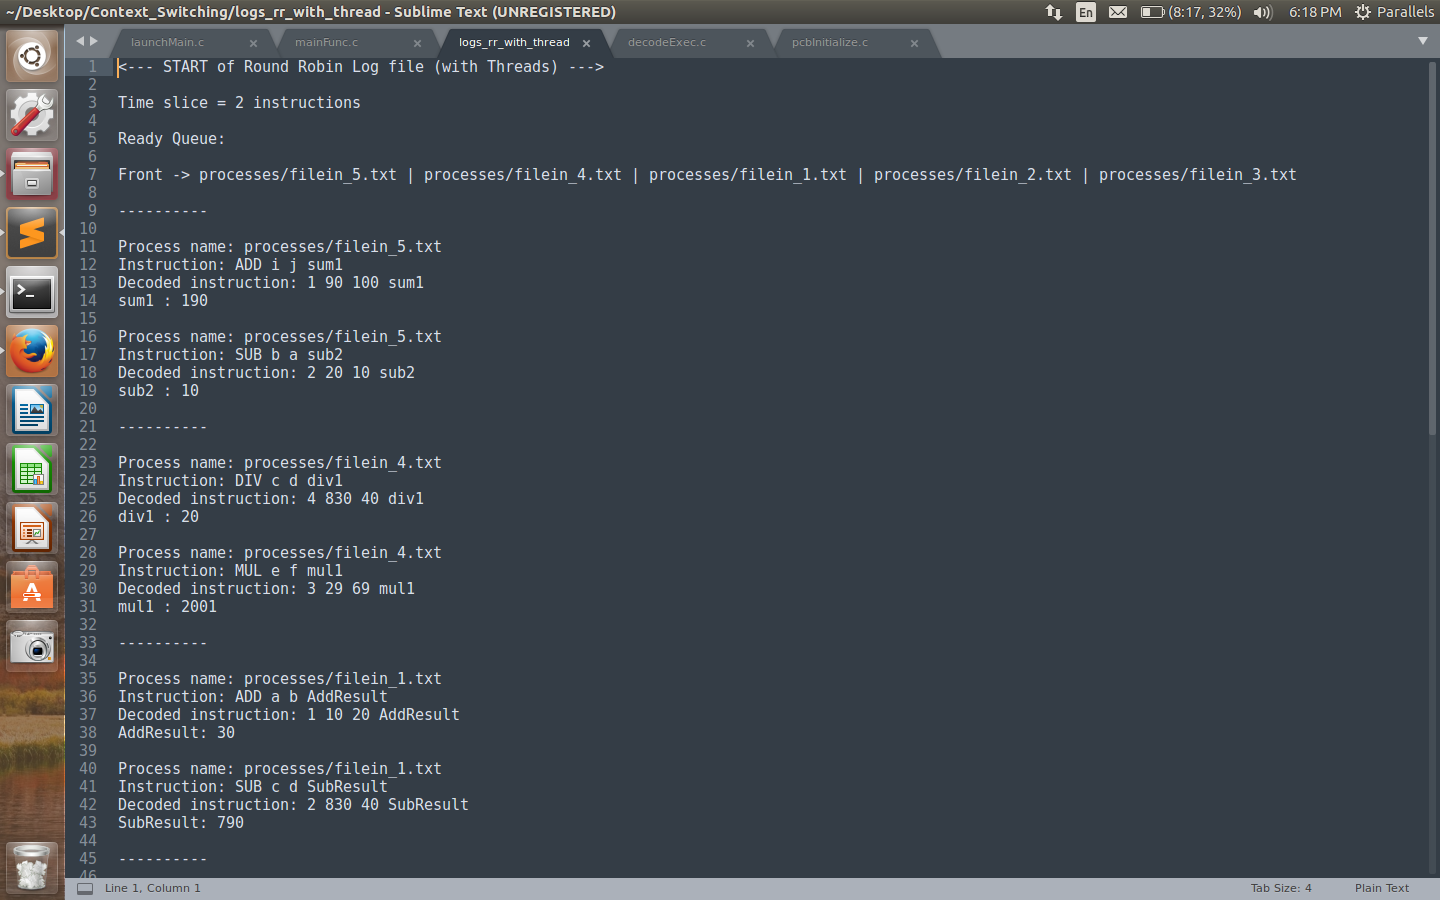 ~/Desktop/Context_Switching/logs_rr_with_thread - Sublime Text (UNREGISTERED)
En
(8:17, 32%)
6:18 PM
Parallels
launchMain.c
mainFunc.c
logs_rr_with_thread
decodeExec.c
pcbInitialize.c
1 <--- START of Round Robin Log file (with Threads) --->
2
3 Time slice = 2 instructions
4
5 Ready Queue:
6
7 Front -> processes/filein_5.txt | processes/filein_4.txt | processes/filein_1.txt | processes/filein_2.txt | processes/filein_3.txt
8
9 ----------
10
11 Process name: processes/filein_5.txt
12 Instruction: ADD i j sum1
13 Decoded instruction: 1 90 100 sum1
14 sum1 : 190
15
16 Process name: processes/filein_5.txt
17 Instruction: SUB b a sub2
18 Decoded instruction: 2 20 10 sub2
19 sub2 : 10
20
21 ----------
22
23 Process name: processes/filein_4.txt
24 Instruction: DIV c d div1
25 Decoded instruction: 4 830 40 div1
26 div1 : 20
27
28 Process name: processes/filein_4.txt
29 Instruction: MUL e f mul1
30 Decoded instruction: 3 29 69 mul1
31 mul1 : 2001
32
33 ----------
34
35 Process name: processes/filein_1.txt
36 Instruction: ADD a b AddResult
37 Decoded instruction: 1 10 20 AddResult
38 AddResult: 30
39
40 Process name: processes/filein_1.txt
41 Instruction: SUB c d SubResult
42 Decoded instruction: 2 830 40 SubResult
43 SubResult: 790
44
45 ----------
46
Line 1, Column 1
Tab Size: 4
Plain Text